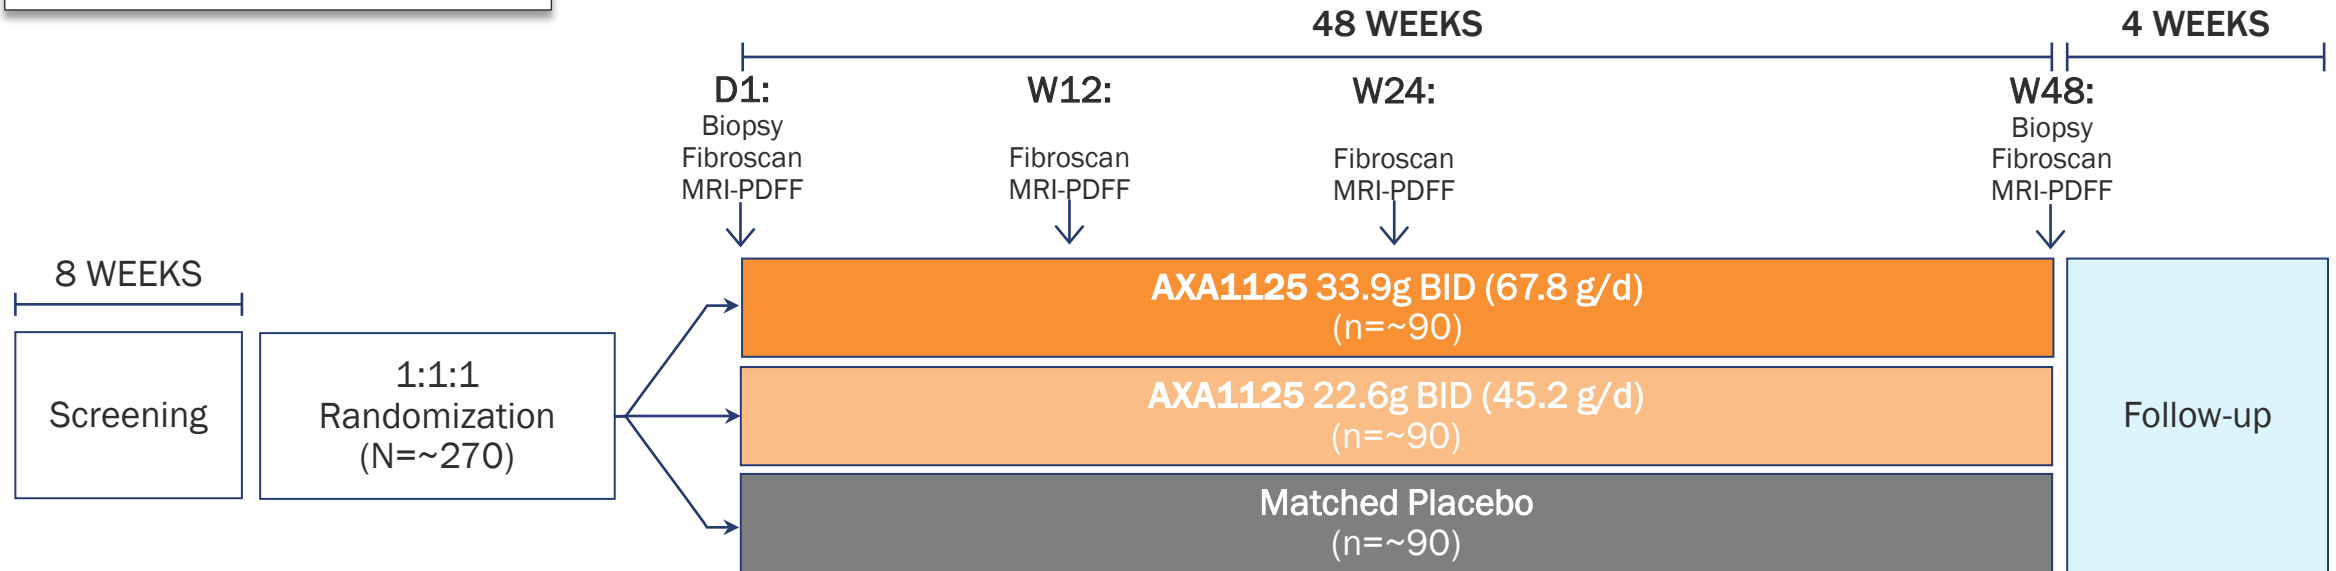 48 WEEKS
4 WEEKS
D1:
Biopsy
Fibroscan
MRI-PDFF
W12:
Fibroscan
MRI-PDFF
W24:
Fibroscan
MRI-PDFF
W48:
Biopsy
Fibroscan
MRI-PDFF
8 WEEKS
Screening
1:1:1
Randomization
(N=~270)
AXA1125 33.9g BID (67.8 g/d)
(n=~90)
AXA1125 22.6g BID (45.2 g/d)
(n=~90)
Matched Placebo
(n=~90)
Follow-up